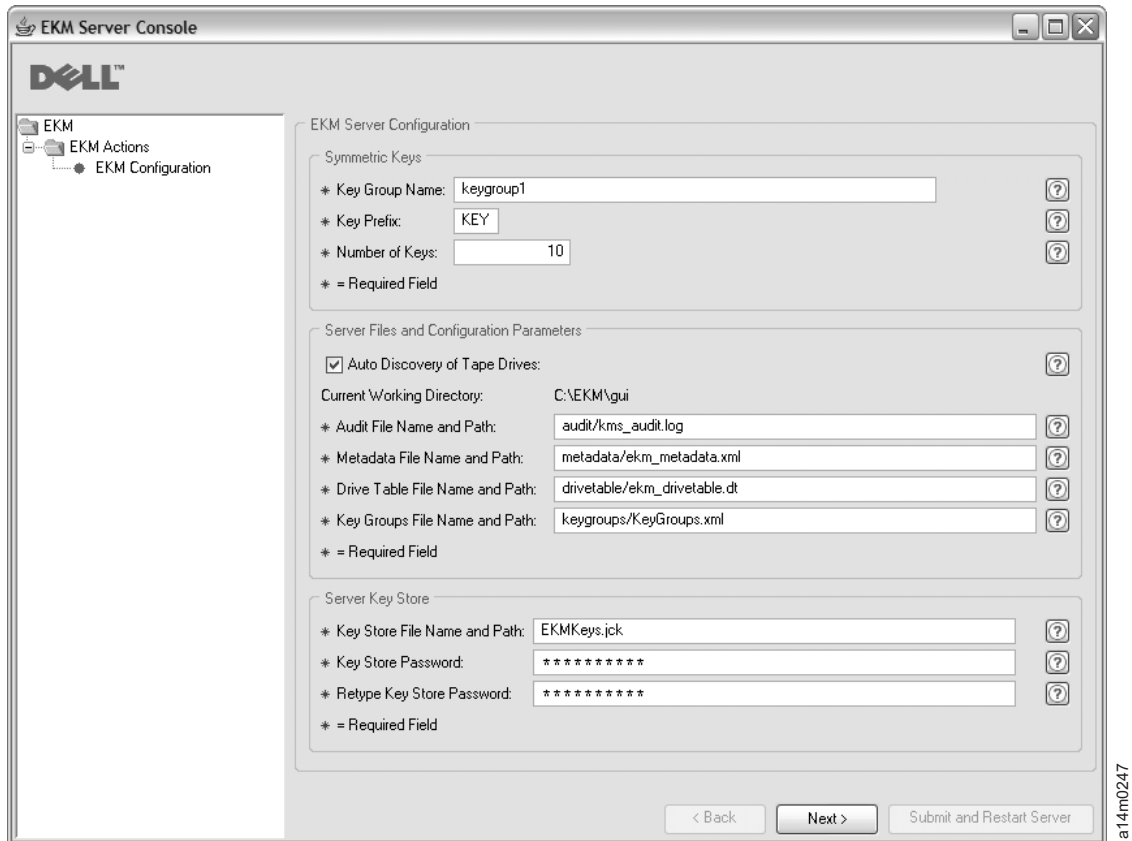 EKM Server Console
DELL™
EKM
EKM Actions
EKM Configuration
EKM Server Configuration
Symmetric Keys
* Key Group Name: keygroup1
* Key Prefix: KEY
* Number of Keys: 10
* = Required Field
Server Files and Configuration Parameters
Auto Discovery of Tape Drives:
Current Working Directory: C:\EKM\gui
* Audit File Name and Path: audit/kms_audit.log
* Metadata File Name and Path: metadata/ekm_metadata.xml
* Drive Table File Name and Path: drivetable/ekm_drivetable.dt
* Key Groups File Name and Path: keygroups/KeyGroups.xml
* = Required Field
Server Key Store
* Key Store File Name and Path: EKMKeys.jck
* Key Store Password: **********
* Retype Key Store Password: **********
* = Required Field
< Back Next > Submit and Restart Server
a14m0247